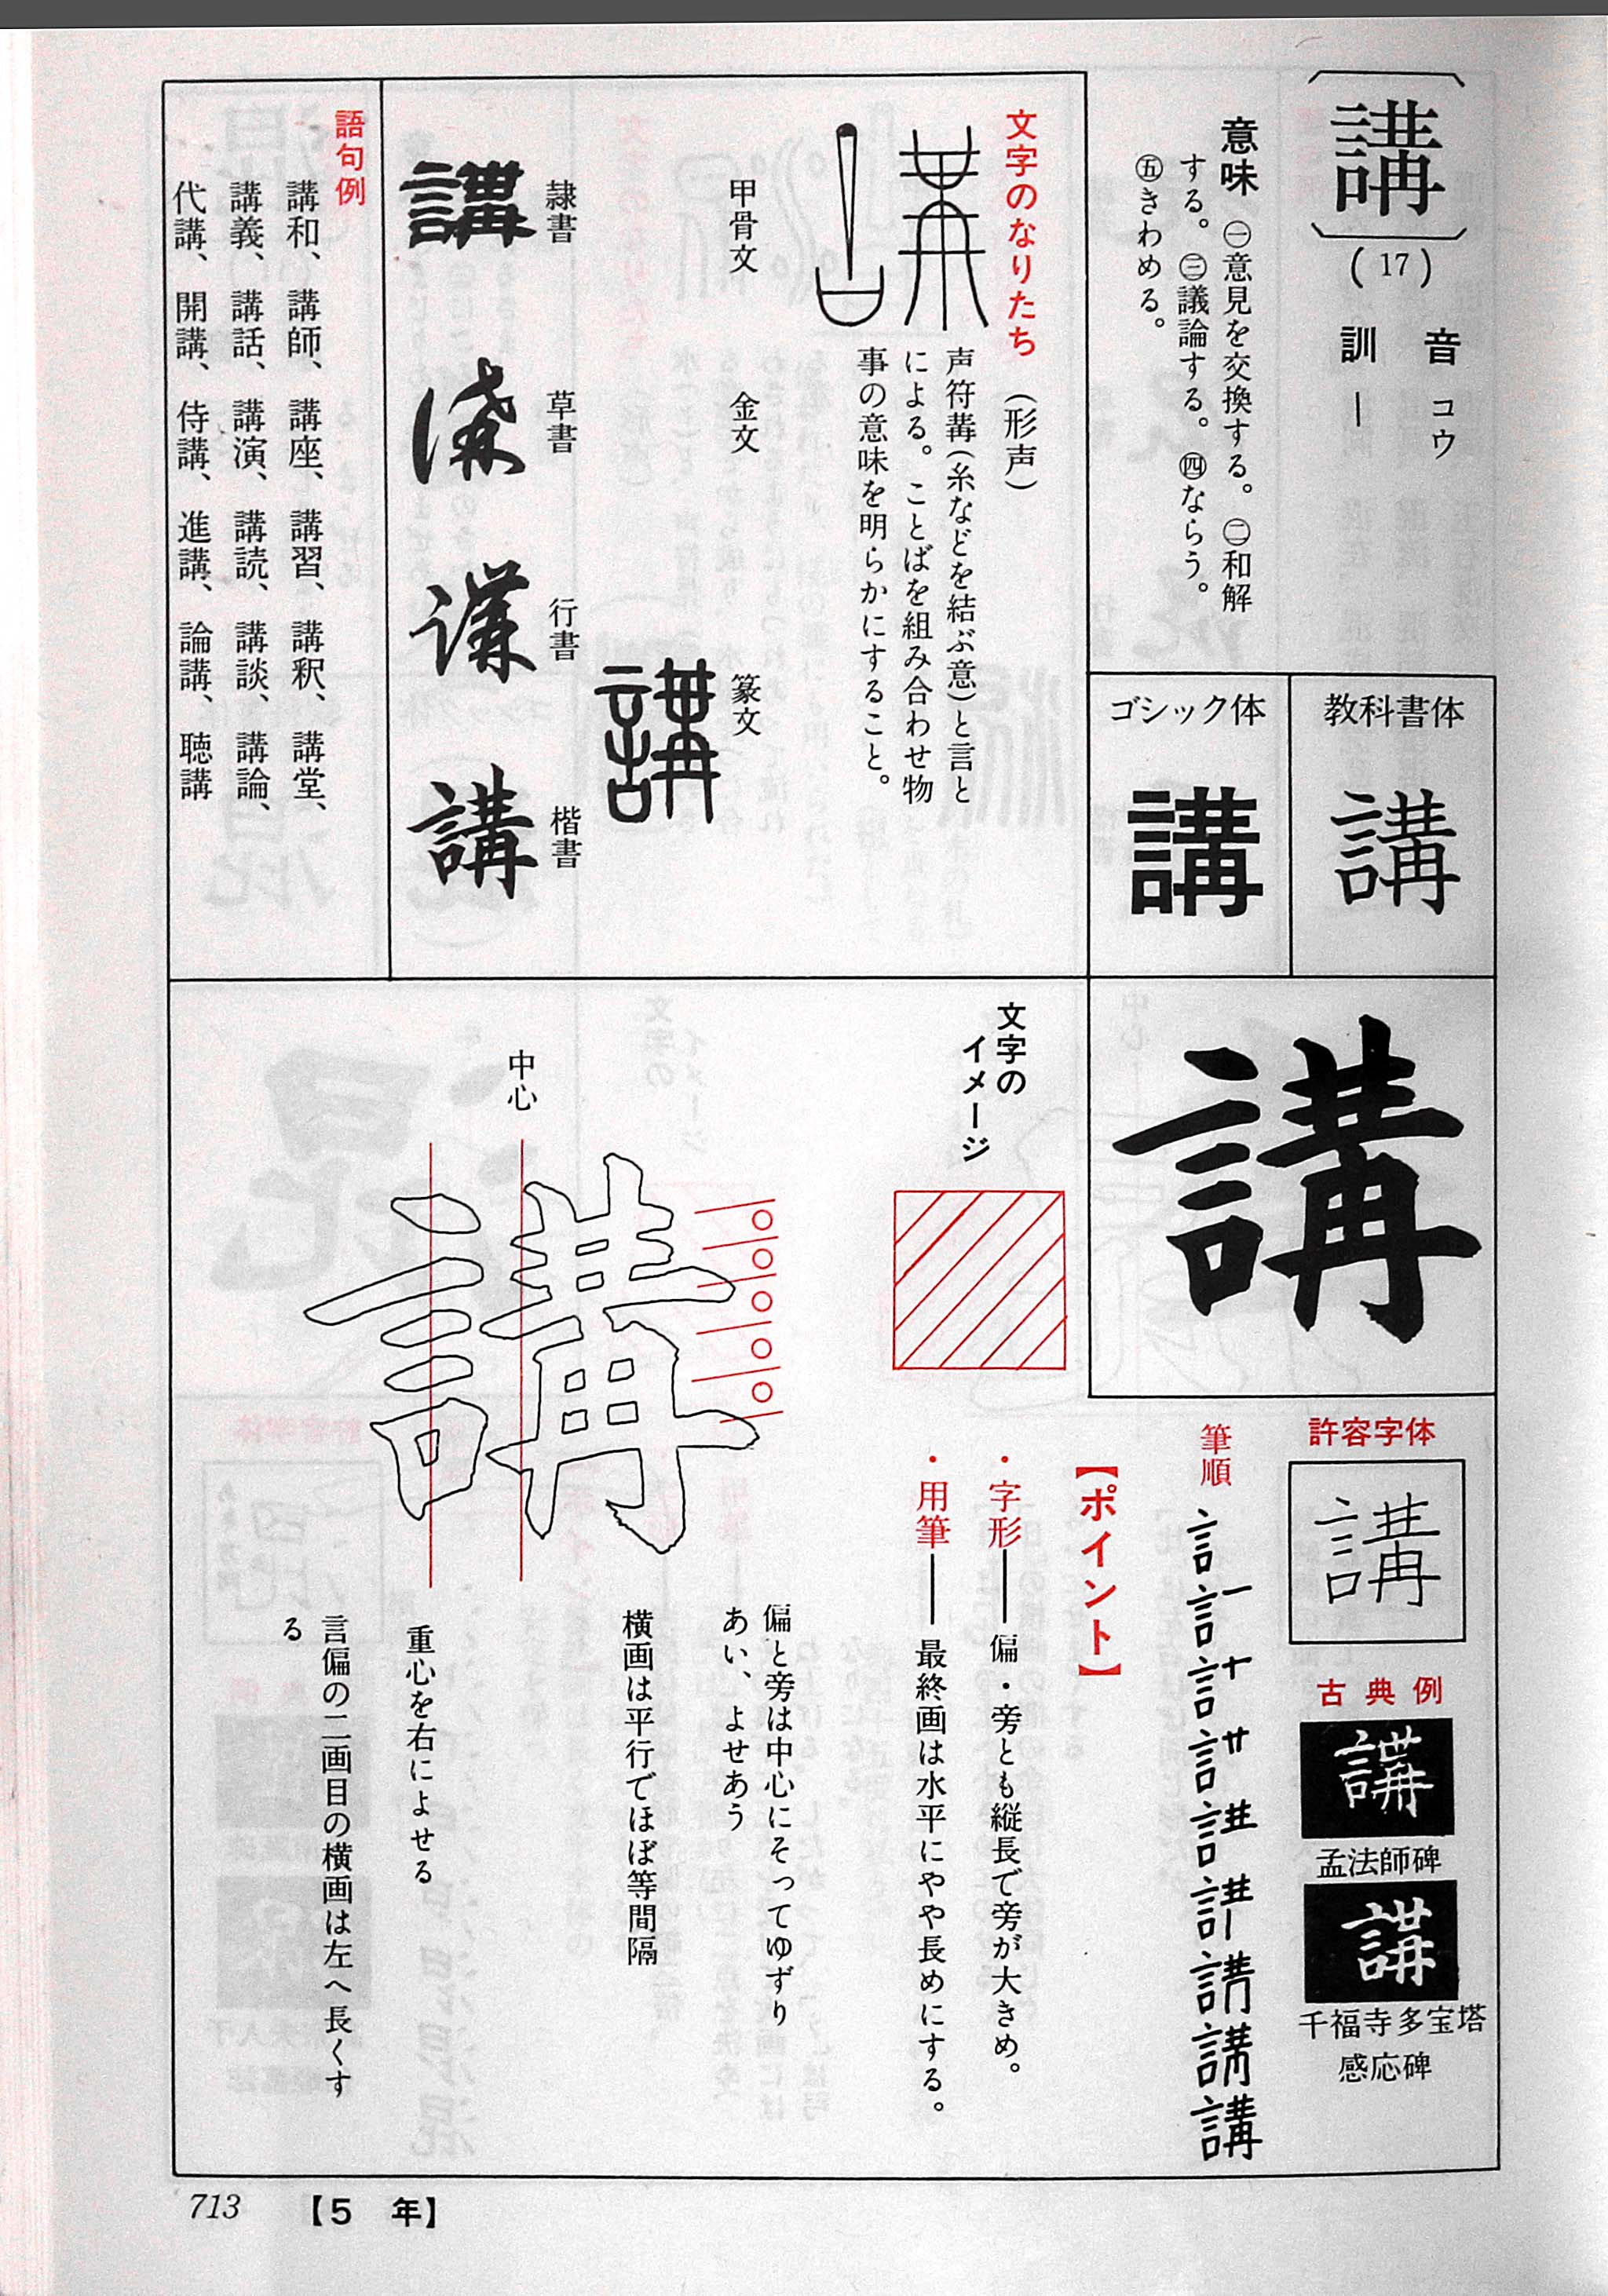 講
(17)
音 コウ
訓 ―
意味 ㊀意見を交換する。㊁和解
する。㊂議論する。㊃ならう。
㊄きわめる。
教科書体
講
ゴシック体
講
文字のなりたち (形声)
声符冓(糸などを結ぶ意)と言と
による。ことばを組み合わせ物
事の意味を明らかにすること。
甲骨文
金文
篆文
講
隷書
講
草書
講
行書
講
楷書
講
語句例
講和、講師、講座、講習、講釈、講堂、
講義、講話、講演、講読、講談、講論、
代講、開講、侍講、進講、論講、聴講
講
許容字体
講
古典例
講
孟法師碑
講
千福寺多宝塔
感応碑
筆順
講
【ポイント】
・字形―偏・旁とも縦長で旁が大きめ。
・用筆―最終画は水平にやや長めにする。
文字の
イメージ
中心
講
偏と旁は中心にそってゆずり
あい、よせあう
横画は平行でほぼ等間隔
重心を右によせる
言偏の二画目の横画は左へ長くす
る
713
【5 年】